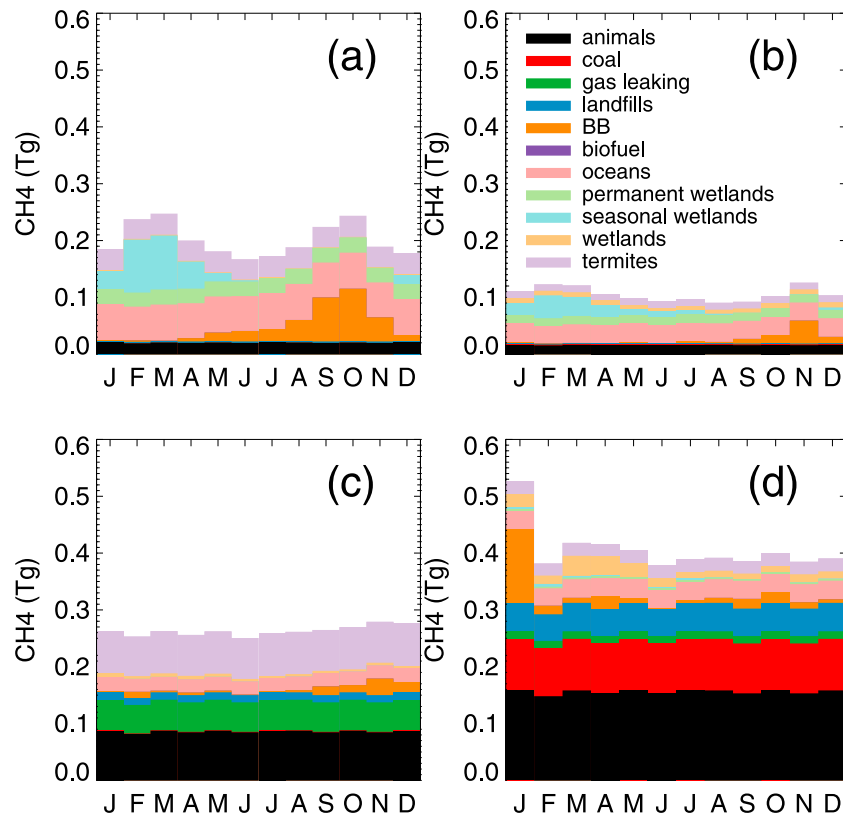 0.6
0.5
0.4
0.3
0.2
0.1
0.0
CH4 (Tg)
(a)
J F M A M J J A S O N D
0.6
0.5
0.4
0.3
0.2
0.1
0.0
CH4 (Tg)
(b)
animals
coal
gas leaking
landfills
BB
biofuel
oceans
permanent wetlands
seasonal wetlands
wetlands
termites
J F M A M J J A S O N D
0.6
0.5
0.4
0.3
0.2
0.1
0.0
CH4 (Tg)
(c)
J F M A M J J A S O N D
0.6
0.5
0.4
0.3
0.2
0.1
0.0
CH4 (Tg)
(d)
J F M A M J J A S O N D